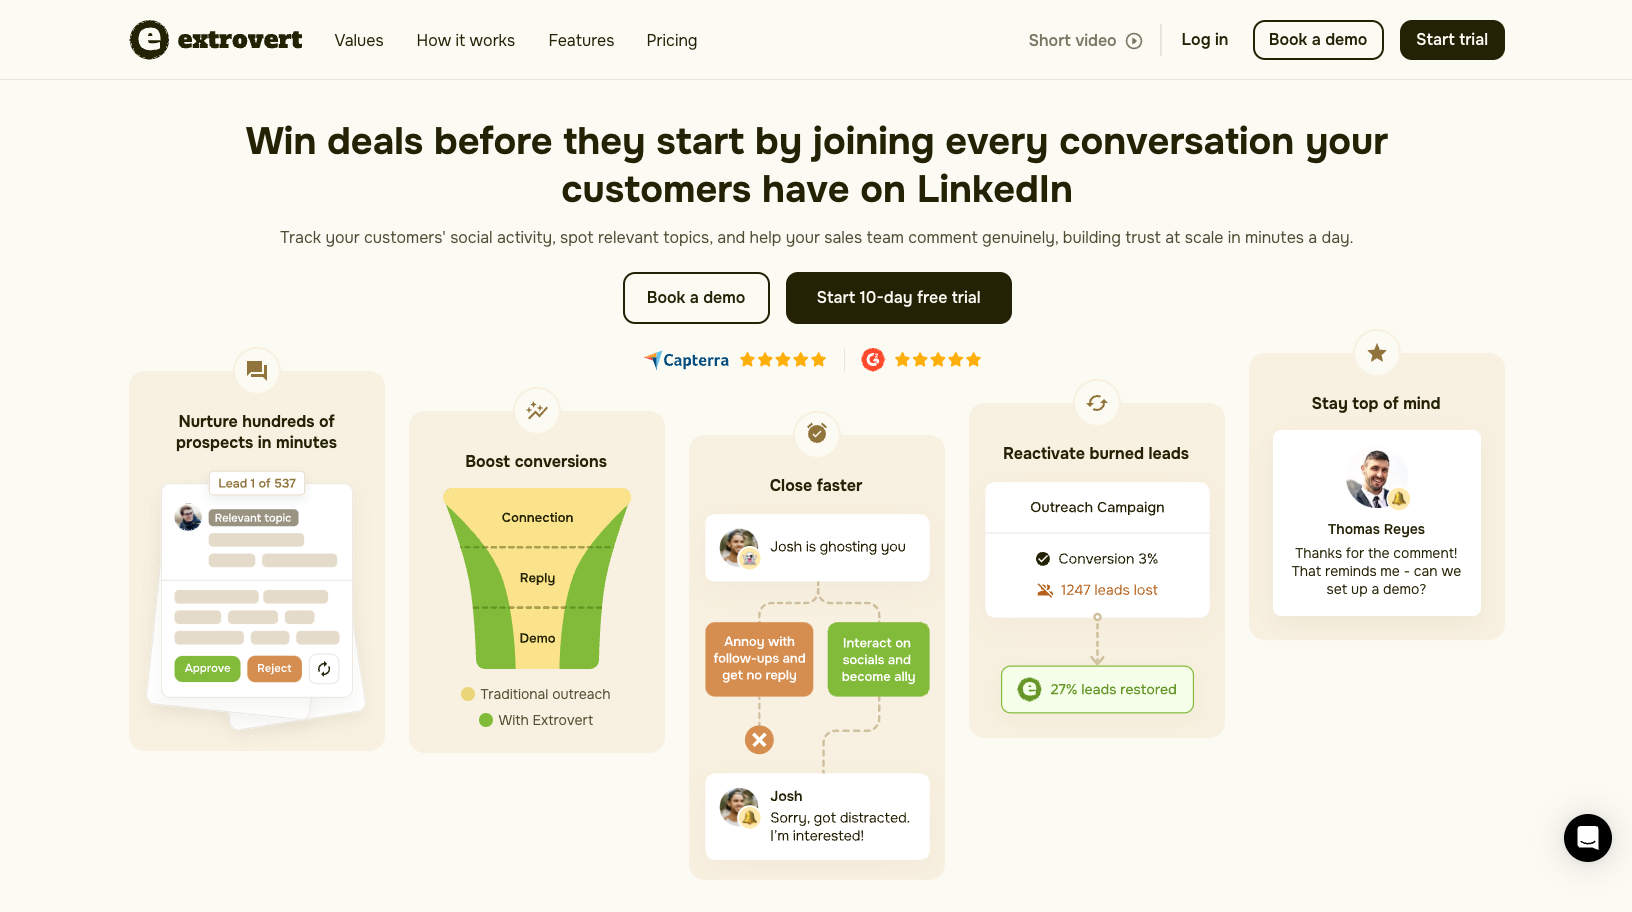 extrovert
Values
How it works
Features
Pricing
Short video
Log in
Book a demo
Start trial
Win deals before they start by joining every conversation your
customers have on LinkedIn
Track your customers' social activity, spot relevant topics, and help your sales team comment genuinely, building trust at scale in minutes a day.
Book a demo
Start 10-day free trial
Capterra
Nurture hundreds of
prospects in minutes
Lead 1 of 537
Relevant topic
Approve
Reject
Boost conversions
Connection
Reply
Demo
Traditional outreach
With Extrovert
Close faster
Josh is ghosting you
Annoy with
follow-ups and
get no reply
Interact on
socials and
become ally
Josh
Sorry, got distracted.
I'm interested!
Reactivate burned leads
Outreach Campaign
Conversion 3%
1247 leads lost
27% leads restored
Stay top of mind
Thomas Reyes
Thanks for the comment!
That reminds me - can we
set up a demo?